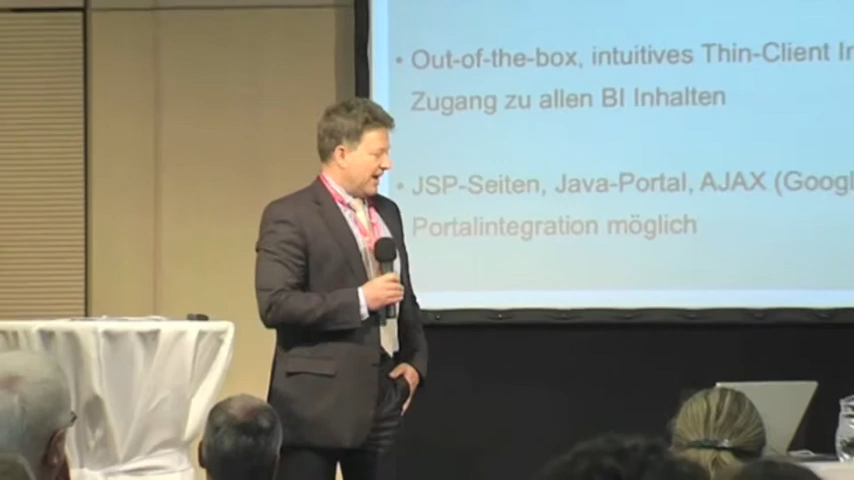 • Out-of-the-box, intuitives Thin-Client
Zugang zu allen BI Inhalten
• JSP-Seiten, Java-Portal, AJAX (Googl
Portalintegration möglich